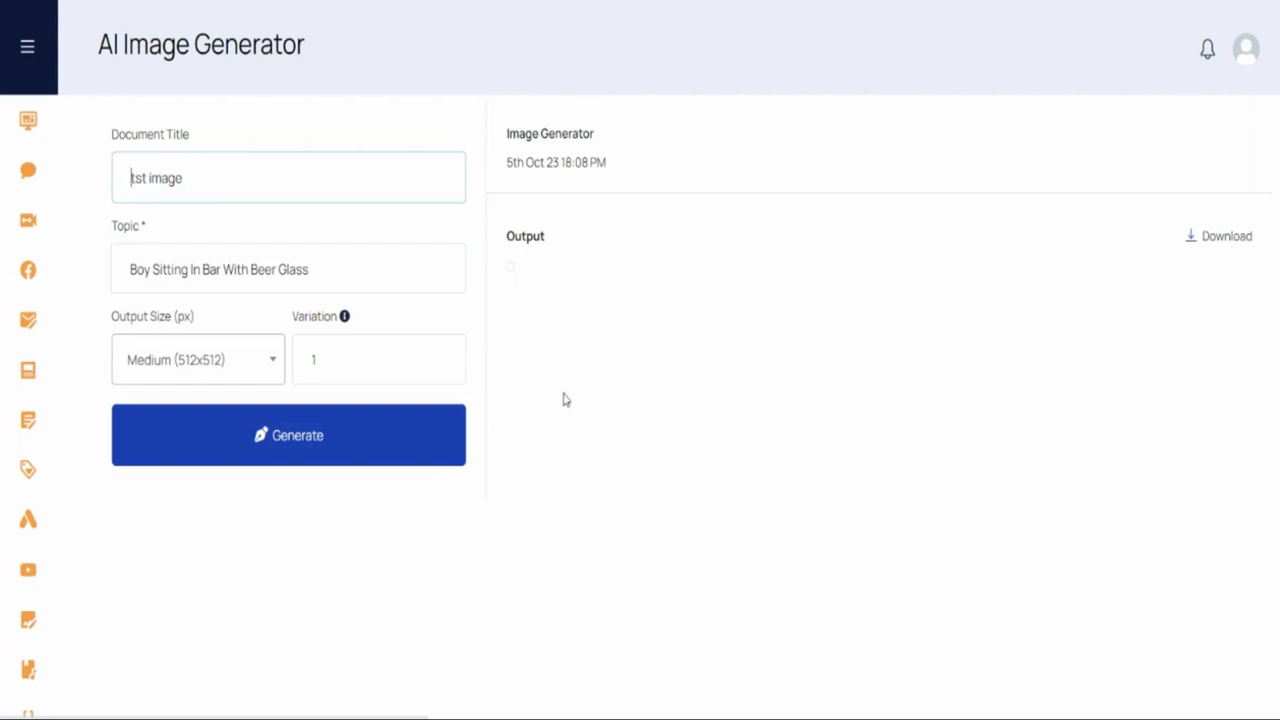 AI Image Generator
Document Title
tst image
Topic *
Boy Sitting In Bar With Beer Glass
Output Size (px)
Variation
Medium (512x512)
1
Generate
Image Generator
5th Oct 23 18:08 PM
Output
Download